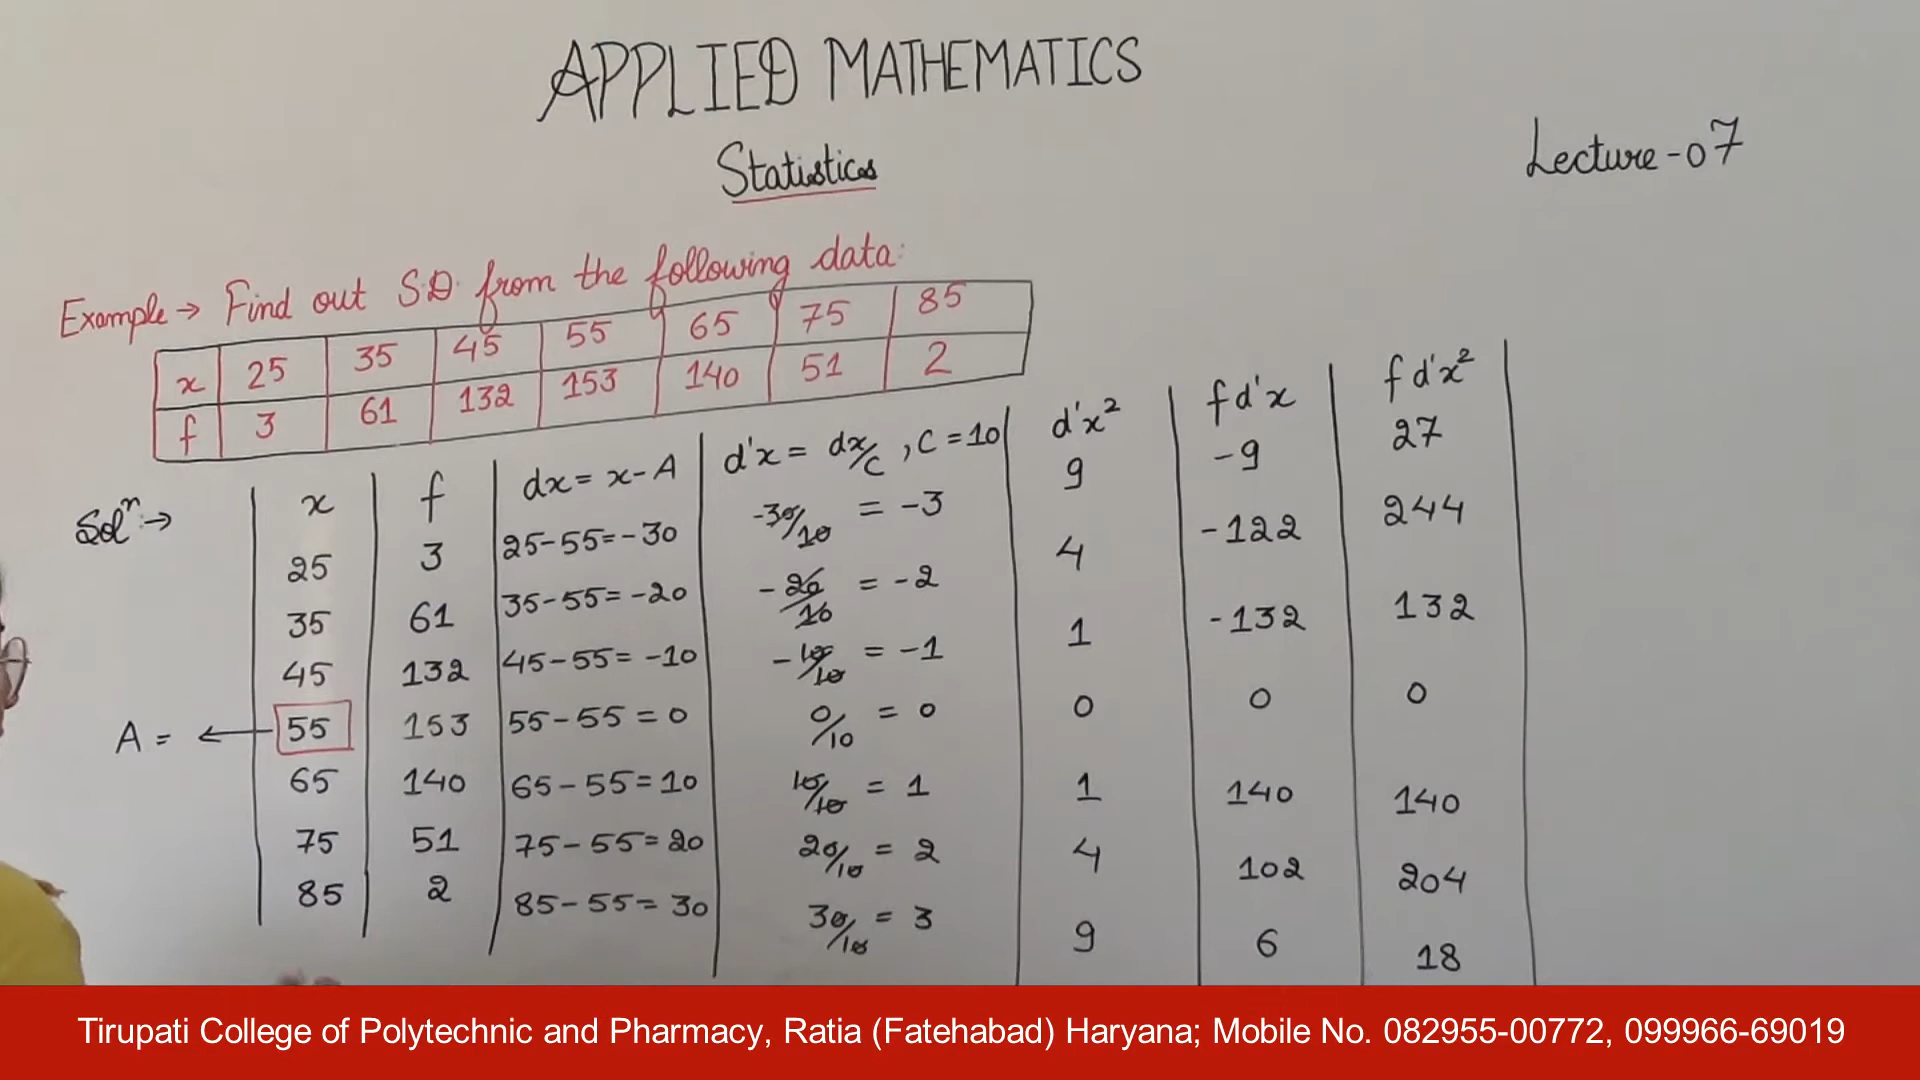 APPLIED MATHEMATICS
Statistics
Lecture-07
Example → Find out S.D. from the following data:
x 25 35 45 55 65 75 85
f 3 61 132 153 140 51 2
Solⁿ:→
x f dx = x-A d'x = dx/c , C = 10 d'x² fd'x fd'x²
25 3 25-55=-30 -30/10 = -3 9 -9 27
35 61 35-55=-20 -20/10 = -2 4 -122 244
45 132 45-55=-10 -10/10 = -1 1 -132 132
A = ← 55 153 55-55=0 0/10 = 0 0 0 0
65 140 65-55=10 10/10 = 1 1 140 140
75 51 75-55=20 20/10 = 2 4 102 204
85 2 85-55=30 30/10 = 3 9 6 18
Tirupati College of Polytechnic and Pharmacy, Ratia (Fatehabad) Haryana; Mobile No. 082955-00772, 099966-69019